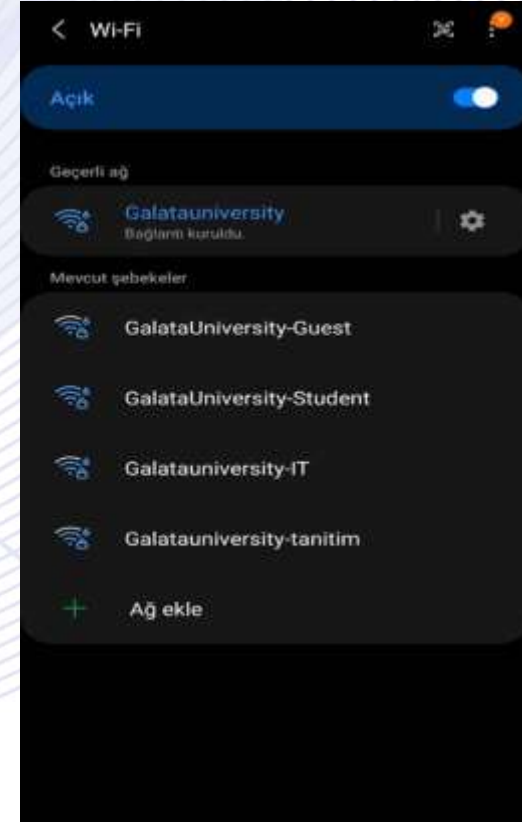 Wi-Fi
Açık
Geçerli ağ
Galatauniversity
Bağlantı kuruldu.
Mevcut şebekeler
GalataUniversity-Guest
GalataUniversity-Student
Galatauniversity-IT
Galatauniversity-tanitim
Ağ ekle